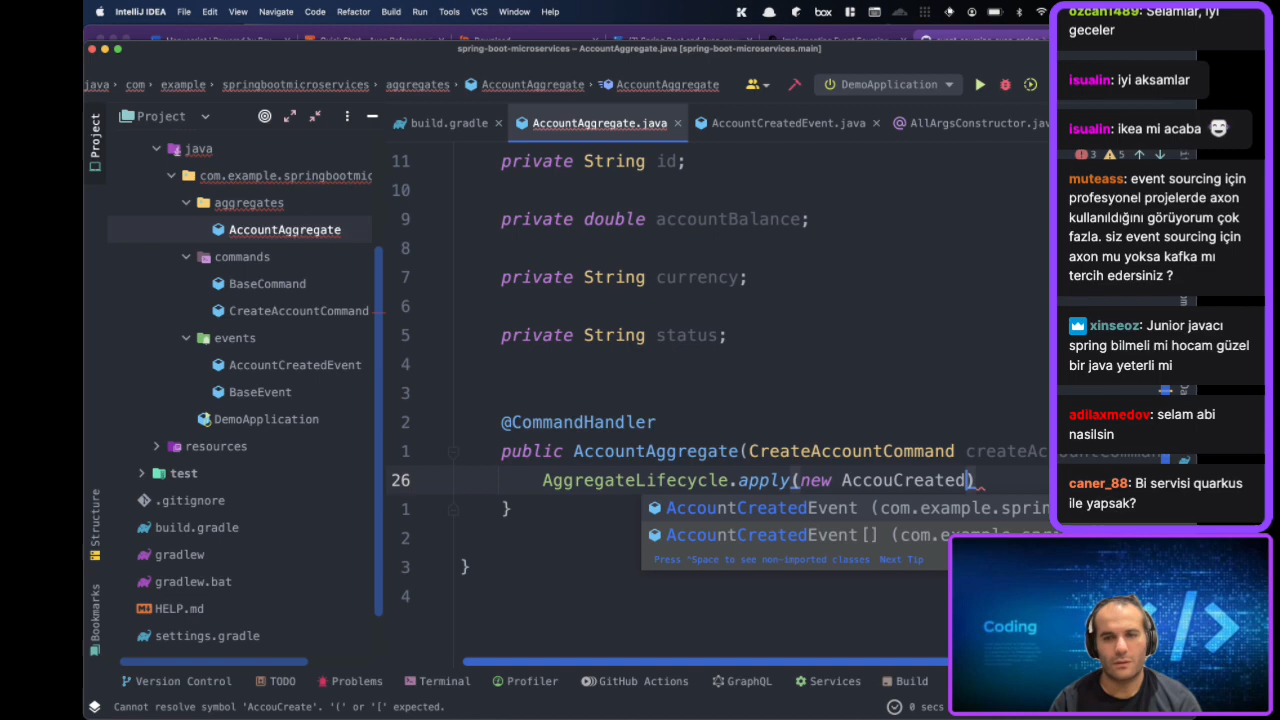 IntelliJ IDEA File Edit View Navigate Code Refactor Build Run Tools VCS Window Help
box
spring-boot-microservices – AccountAggregate.java [spring-boot-microservices.main]
java com example springbootmicroservices aggregates AccountAggregate AccountAggregate DemoApplication
Project
Project
build.gradle
AccountAggregate.java
AccountCreatedEvent.java
AllArgsConstructor.jav
java
com.example.springbootmic
aggregates
AccountAggregate
commands
BaseCommand
CreateAccountCommand
events
AccountCreatedEvent
BaseEvent
DemoApplication
resources
test
.gitignore
build.gradle
gradlew
gradlew.bat
HELP.md
settings.gradle
Structure
Bookmarks
11 private String id;
10
9 private double accountBalance;
8
7 private String currency;
6
5 private String status;
4
3
2 @CommandHandler
1 public AccountAggregate(CreateAccountCommand createAc
26 AggregateLifecycle.apply(new AccouCreated)
1 }
2
3 }
4
AccountCreatedEvent (com.example.sprin
AccountCreatedEvent[] (com.example.s
Press ^Space to see non-imported classes Next Tip
3 5
ozcan1489: Selamlar, iyi
geceler
isualin: iyi aksamlar
isualin: ikea mi acaba
muteass: event sourcing için
profesyonel projelerde axon
kullanıldığını görüyorum çok
fazla. siz event sourcing için
axon mu yoksa kafka mı
tercih edersiniz ?
xinseoz: Junior javacı
spring bilmeli mi hocam güzel
bir java yeterli mi
adilaxmedov: selam abi
nasilsin
caner_88: Bi servisi quarkus
ile yapsak?
Coding
Version Control TODO Problems Terminal Profiler GitHub Actions GraphQL Services Build
Cannot resolve symbol 'AccouCreate'. '(' or '[' expected.
0 secs